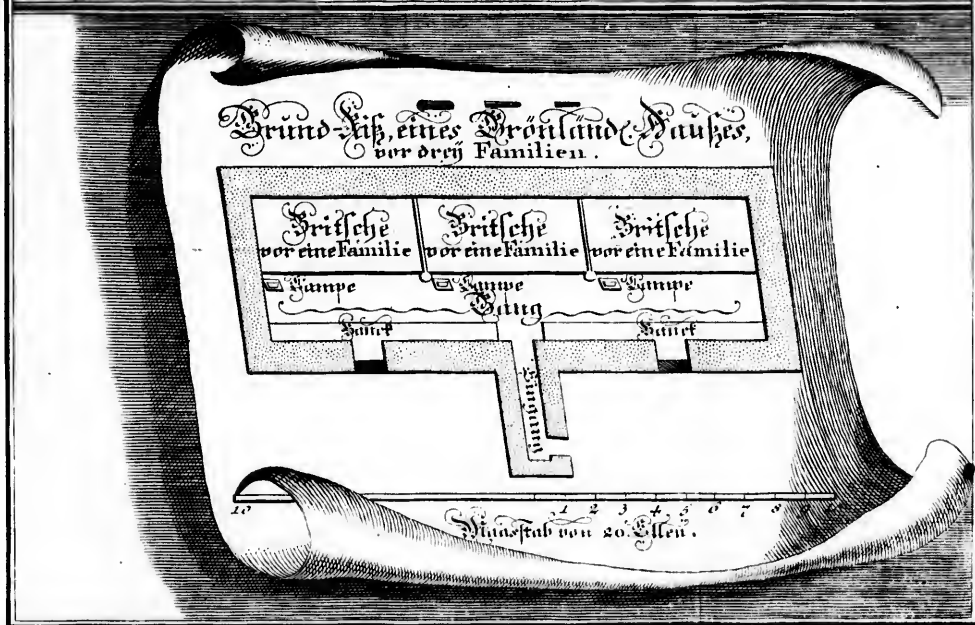 Grund-Riß, eines Grönländ. Haußes,
vor dreÿ Familien.
Britsche Britsche Britsche
vor eine Familie vor eine Familie vor eine Familie
Lampe Lampe Lampe
Gang
Banck Banck
Eingang
10 1 2 3 4 5 6 7 8 9
Maasstab von 20. Ellen.